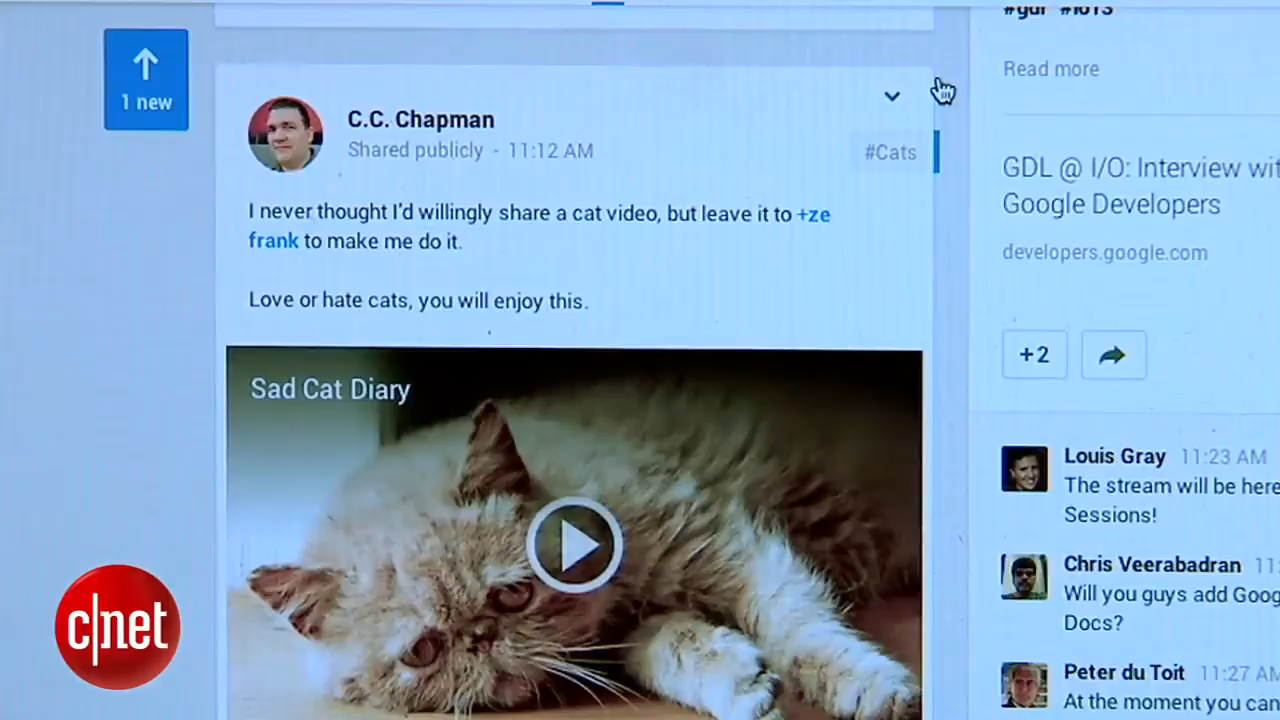 1 new
C.C. Chapman
Shared publicly - 11:12 AM
#Cats
I never thought I'd willingly share a cat video, but leave it to +ze
frank to make me do it.
Love or hate cats, you will enjoy this.
Sad Cat Diary
c|net
#gdl #io13
Read more
GDL @ I/O: Interview wit
Google Developers
developers.google.com
+2
Louis Gray 11:23 AM
The stream will be here
Sessions!
Chris Veerabadran 11:
Will you guys add Goog
Docs?
Peter du Toit 11:27 AM
At the moment you can